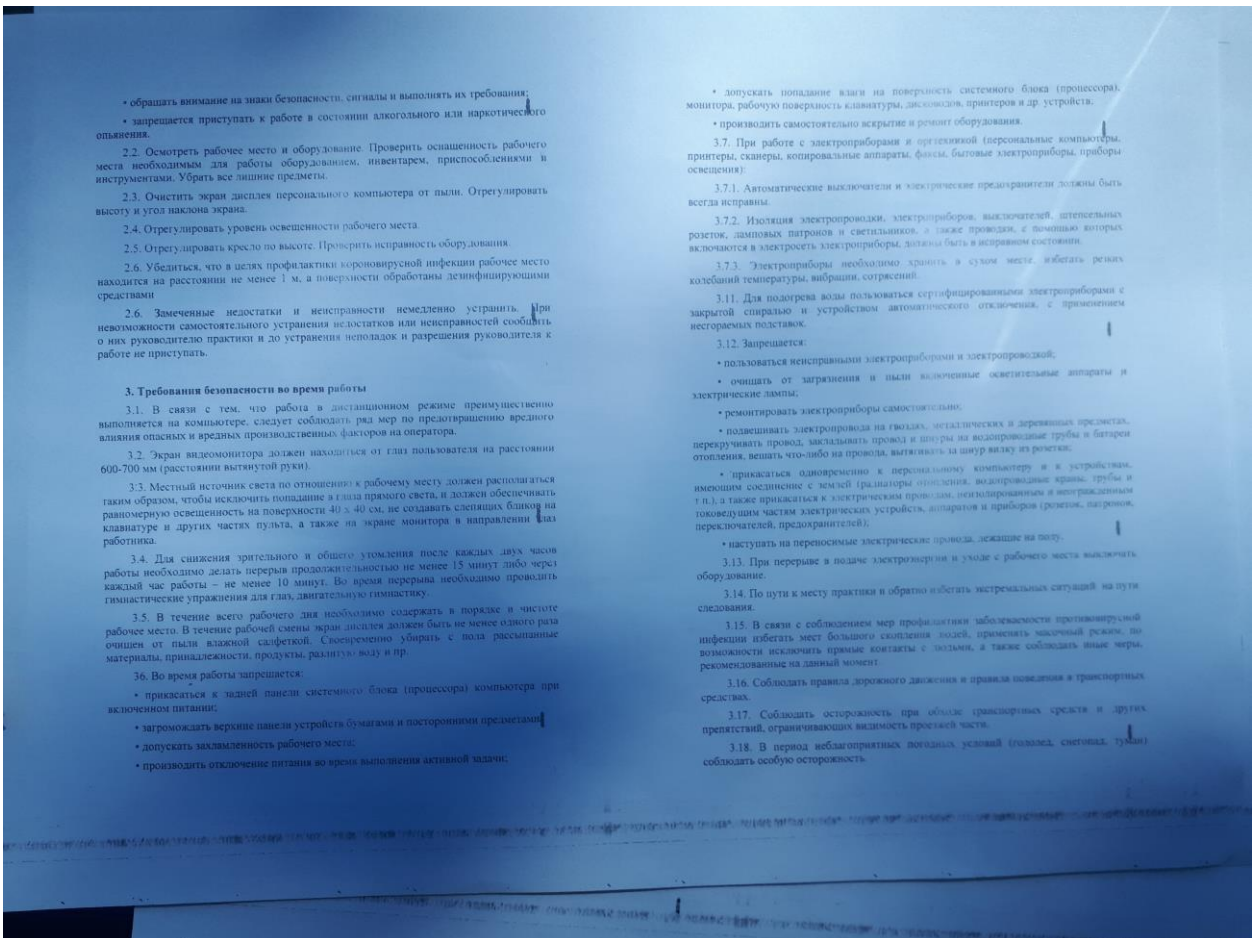 • обращать внимание на знаки безопасности, сигналы и выполнять их требования;
• запрещается приступать к работе в состоянии алкогольного или наркотического
опьянения.
2.2. Осмотреть рабочее место и оборудование. Проверить оснащенность рабочего
места необходимым для работы оборудованием, инвентарем, приспособлениями и
инструментами. Убрать все лишние предметы.
2.3. Очистить экран дисплея персонального компьютера от пыли. Отрегулировать
высоту и угол наклона экрана.
2.4. Отрегулировать уровень освещенности рабочего места.
2.5. Отрегулировать кресло по высоте. Проверить исправность оборудования.
2.6. Убедиться, что в целях профилактики короновирусной инфекции рабочее место
находится на расстоянии не менее 1 м, а поверхности обработаны дезинфицирующими
средствами
2.6. Замеченные недостатки и неисправности немедленно устранить. При
невозможности самостоятельного устранения недостатков или неисправностей сообщить
о них руководителю практики и до устранения неполадок и разрешения руководителя к
работе не приступать.
3. Требования безопасности во время работы
3.1. В связи с тем, что работа в дистанционном режиме преимущественно
выполняется на компьютере, следует соблюдать ряд мер по предотвращению вредного
влияния опасных и вредных производственных факторов на оператора.
3.2. Экран видеомонитора должен находиться от глаз пользователя на расстоянии
600-700 мм (расстоянии вытянутой руки).
3.3. Местный источник света по отношению к рабочему месту должен располагаться
таким образом, чтобы исключить попадание в глаза прямого света, и должен обеспечивать
равномерную освещенность на поверхности 40 х 40 см, не создавать слепящих бликов на
клавиатуре и других частях пульта, а также на экране монитора в направлении глаз
работника.
3.4. Для снижения зрительного и общего утомления после каждых двух часов
работы необходимо делать перерыв продолжительностью не менее 15 минут либо через
каждый час работы – не менее 10 минут. Во время перерыва необходимо проводить
гимнастические упражнения для глаз, двигательную гимнастику.
3.5. В течение всего рабочего дня необходимо содержать в порядке и чистоте
рабочее место. В течение рабочей смены экран дисплея должен быть не менее одного раза
очищен от пыли влажной салфеткой. Своевременно убирать с пола рассыпанные
материалы, принадлежности, продукты, разлитую воду и пр.
36. Во время работы запрещается:
• прикасаться к задней панели системного блока (процессора) компьютера при
включенном питании;
• загромождать верхние панели устройств бумагами и посторонними предметами;
• допускать захламленность рабочего места;
• производить отключение питания во время выполнения активной задачи;
• допускать попадание влаги на поверхность системного блока (процессора),
монитора, рабочую поверхность клавиатуры, дисководов, принтеров и др. устройств;
• производить самостоятельно вскрытие и ремонт оборудования.
3.7. При работе с электроприборами и оргтехникой (персональные компьютеры,
принтеры, сканеры, копировальные аппараты, факсы, бытовые электроприборы, приборы
освещения):
3.7.1. Автоматические выключатели и электрические предохранители должны быть
всегда исправны.
3.7.2. Изоляция электропроводки, электроприборов, выключателей, штепсельных
розеток, ламповых патронов и светильников, а также проводки, с помощью которых
включаются в электросеть электроприборы, должны быть в исправном состоянии.
3.7.3. Электроприборы необходимо хранить в сухом месте, избегать резких
колебаний температуры, вибрации, сотрясений.
3.11. Для подогрева воды пользоваться сертифицированными электроприборами с
закрытой спиралью и устройством автоматического отключения, с применением
несгораемых подставок.
3.12. Запрещается:
• пользоваться неисправными электроприборами и электропроводкой;
• очищать от загрязнения и пыли включенные осветительные аппараты и
электрические лампы;
• ремонтировать электроприборы самостоятельно;
• подвешивать электропровода на гвоздях, металлических и деревянных предметах,
перекручивать провод, закладывать провод и шнуры на водопроводные трубы и батареи
отопления, вешать что-либо на провода, вытягивать за шнур вилку из розетки;
• прикасаться одновременно к персональному компьютеру и к устройствам,
имеющим соединение с землей (радиаторы отопления, водопроводные краны, трубы и
т.п.), а также прикасаться к электрическим проводам, неизолированным и неогражденным
токоведущим частям электрических устройств, аппаратов и приборов (розеток, патронов,
переключателей, предохранителей);
• наступать на переносимые электрические провода, лежащие на полу.
3.13. При перерыве в подаче электроэнергии и уходе с рабочего места выключать
оборудование.
3.14. По пути к месту практики и обратно избегать экстремальных ситуаций на пути
следования.
3.15. В связи с соблюдением мер профилактики заболеваемости противовирусной
инфекции избегать мест большого скопления людей, применять масочный режим, по
возможности исключить прямые контакты с людьми, а также соблюдать иные меры,
рекомендованные на данный момент
3.16. Соблюдать правила дорожного движения и правила поведения в транспортных
средствах.
3.17. Соблюдать осторожность при обходе транспортных средств и других
препятствий, ограничивающих видимость проезжей части.
3.18. В период неблагоприятных погодных условий (гололед, снегопад, туман)
соблюдать особую осторожность.